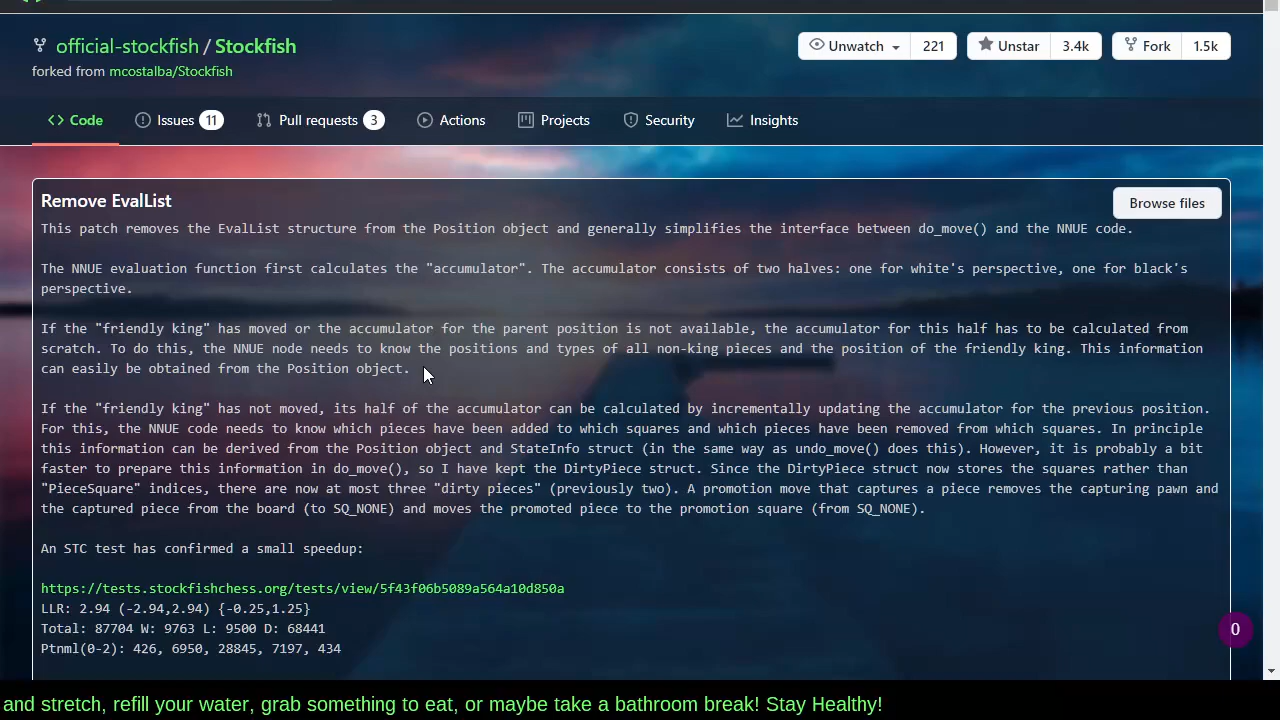 official-stockfish / Stockfish
Unwatch 221
Unstar 3.4k
Fork 1.5k
forked from mcostalba/Stockfish
Code
Issues 11
Pull requests 3
Actions
Projects
Security
Insights
Remove EvalList
Browse files
This patch removes the EvalList structure from the Position object and generally simplifies the interface between do_move() and the NNUE code.
The NNUE evaluation function first calculates the "accumulator". The accumulator consists of two halves: one for white's perspective, one for black's
perspective.
If the "friendly king" has moved or the accumulator for the parent position is not available, the accumulator for this half has to be calculated from
scratch. To do this, the NNUE node needs to know the positions and types of all non-king pieces and the position of the friendly king. This information
can easily be obtained from the Position object.
If the "friendly king" has not moved, its half of the accumulator can be calculated by incrementally updating the accumulator for the previous position.
For this, the NNUE code needs to know which pieces have been added to which squares and which pieces have been removed from which squares. In principle
this information can be derived from the Position object and StateInfo struct (in the same way as undo_move() does this). However, it is probably a bit
faster to prepare this information in do_move(), so I have kept the DirtyPiece struct. Since the DirtyPiece struct now stores the squares rather than
"PieceSquare" indices, there are now at most three "dirty pieces" (previously two). A promotion move that captures a piece removes the capturing pawn and
the captured piece from the board (to SQ_NONE) and moves the promoted piece to the promotion square (from SQ_NONE).
An STC test has confirmed a small speedup:
https://tests.stockfishchess.org/tests/view/5f43f06b5089a564a10d850a
LLR: 2.94 (-2.94,2.94) {-0.25,1.25}
Total: 87704 W: 9763 L: 9500 D: 68441
Ptnml(0-2): 426, 6950, 28845, 7197, 434
0
and stretch, refill your water, grab something to eat, or maybe take a bathroom break! Stay Healthy!